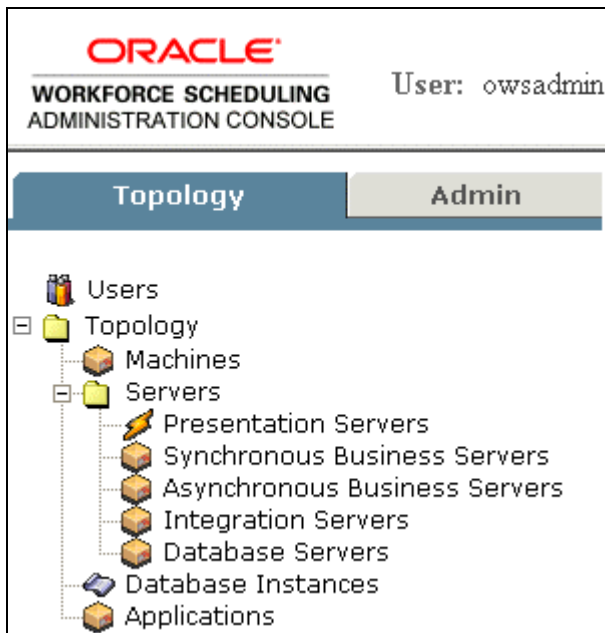 ORACLE
WORKFORCE SCHEDULING
ADMINISTRATION CONSOLE
User: owsadmin
Topology
Admin
Users
Topology
Machines
Servers
Presentation Servers
Synchronous Business Servers
Asynchronous Business Servers
Integration Servers
Database Servers
Database Instances
Applications